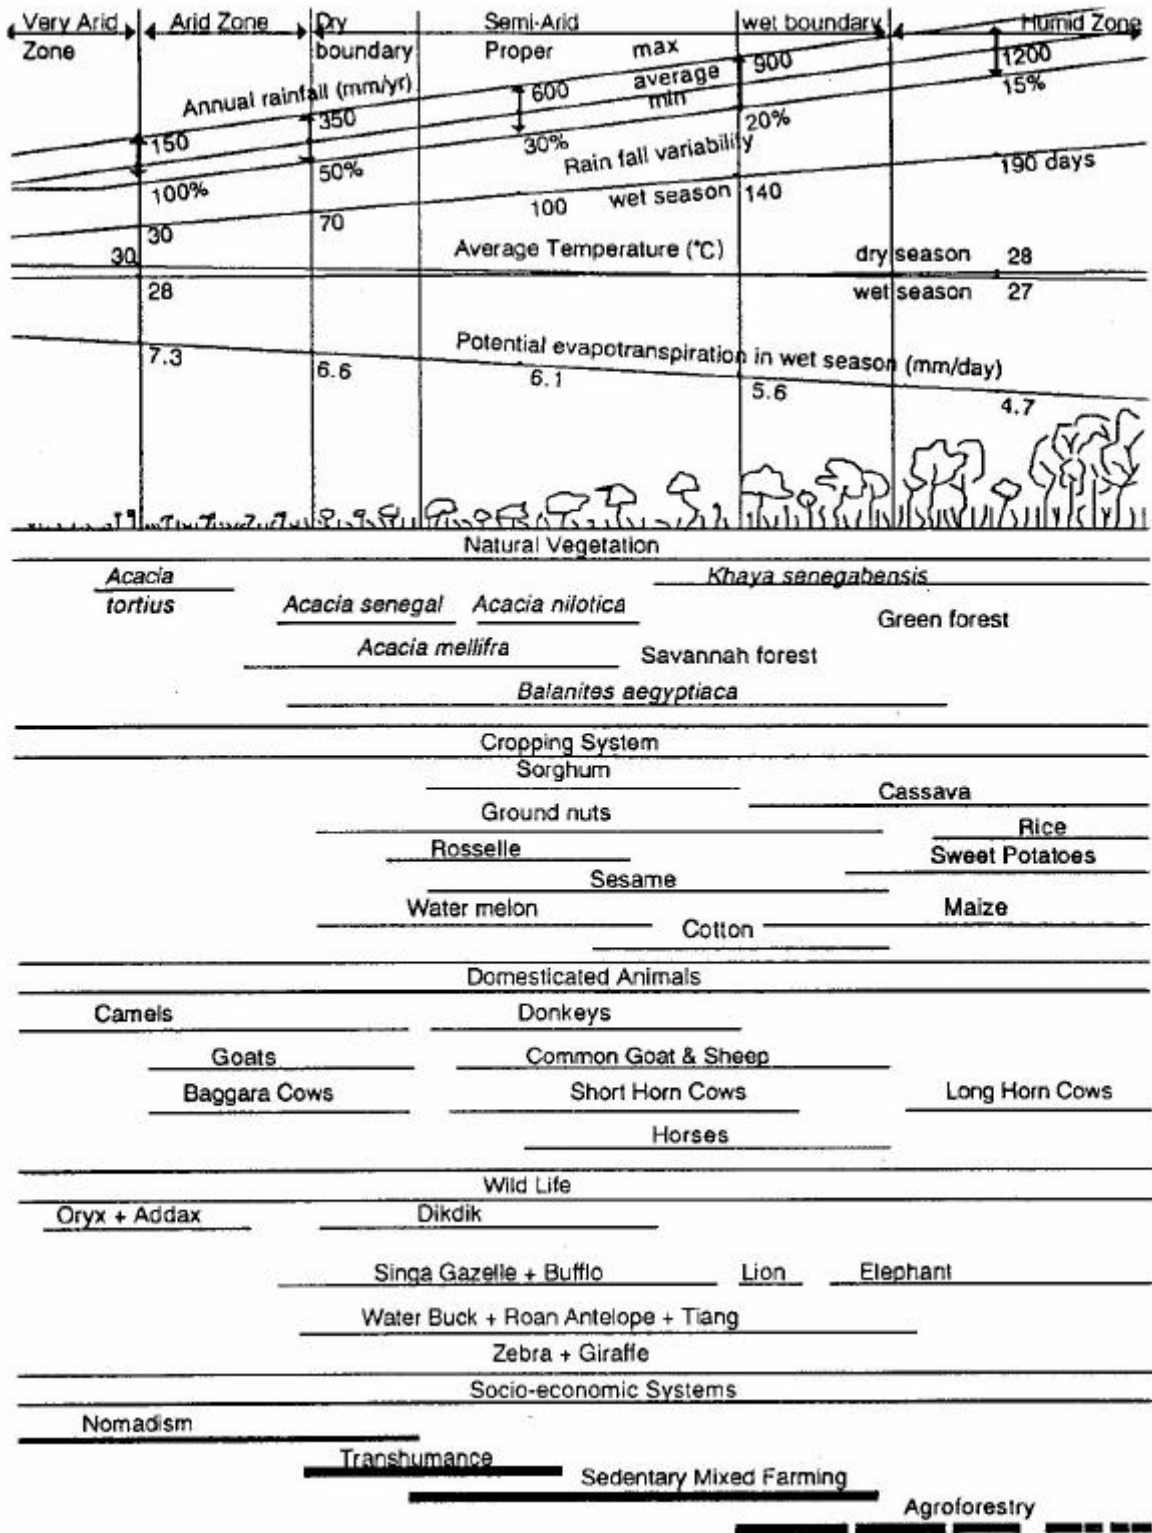 Very Arid Zone
Arid Zone
Dry boundary
Semi-Arid Proper
wet boundary
Humid Zone
max
average
min
Annual rainfall (mm/yr)
150
350
600
900
1200
100%
50%
30%
20%
15%
Rain fall variability
wet season
30
70
100
140
190 days
Average Temperature (°C)
30
28
dry season 28
wet season 27
Potential evapotranspiration in wet season (mm/day)
7.3
6.6
6.1
5.6
4.7
Natural Vegetation
Acacia tortius
Khaya senegabensis
Acacia senegal
Acacia nilotica
Green forest
Acacia mellifra
Savannah forest
Balanites aegyptiaca
Cropping System
Sorghum
Cassava
Ground nuts
Rice
Rosselle
Sweet Potatoes
Sesame
Water melon
Maize
Cotton
Domesticated Animals
Camels
Donkeys
Goats
Common Goat & Sheep
Baggara Cows
Short Horn Cows
Long Horn Cows
Horses
Wild Life
Oryx + Addax
Dikdik
Singa Gazelle + Bufflo
Lion
Elephant
Water Buck + Roan Antelope + Tiang
Zebra + Giraffe
Socio-economic Systems
Nomadism
Transhumance
Sedentary Mixed Farming
Agroforestry